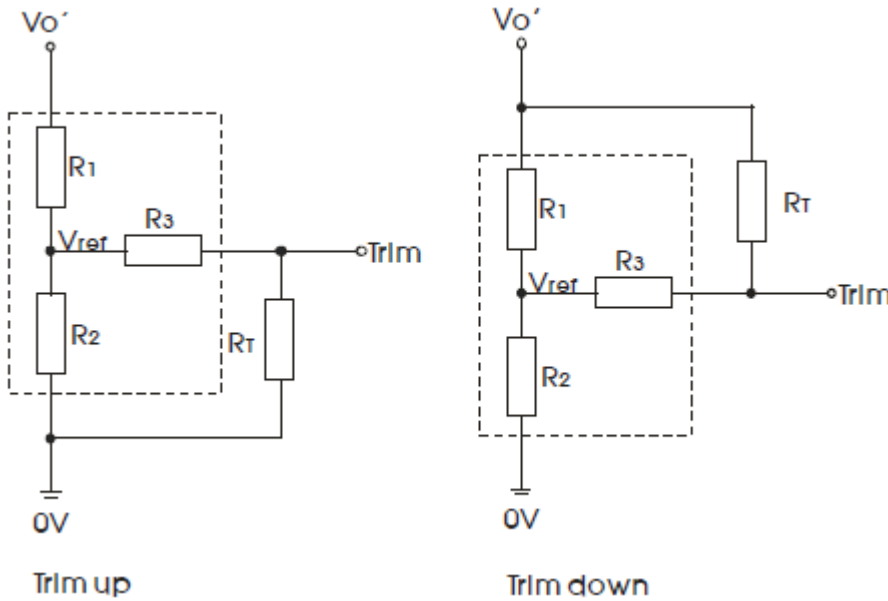 Vo'
R1
R3
Vref
Trim
R2
RT
0V
Trim up
Vo'
R1
RT
R3
Vref
Trim
R2
0V
Trim down